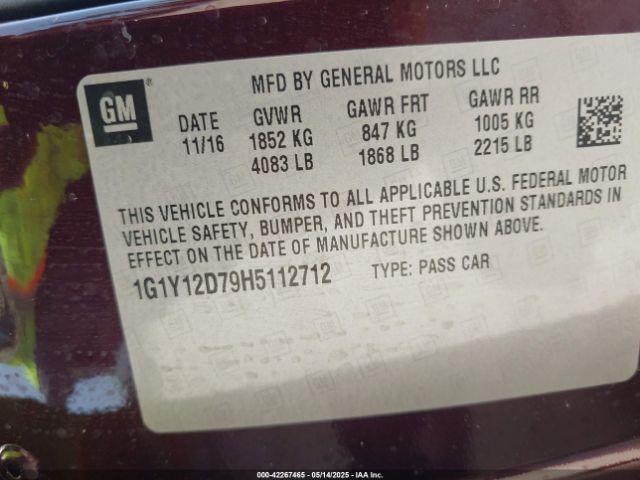 GM
®
MFD BY GENERAL MOTORS LLC
DATE GVWR GAWR FRT GAWR RR
11/16 1852 KG 847 KG 1005 KG
4083 LB 1868 LB 2215 LB
THIS VEHICLE CONFORMS TO ALL APPLICABLE U.S. FEDERAL MOTOR
VEHICLE SAFETY, BUMPER, AND THEFT PREVENTION STANDARDS IN
EFFECT ON THE DATE OF MANUFACTURE SHOWN ABOVE.
1G1Y12D79H5112712 TYPE: PASS CAR
000-42267465 - 05/14/2025 - IAA Inc.